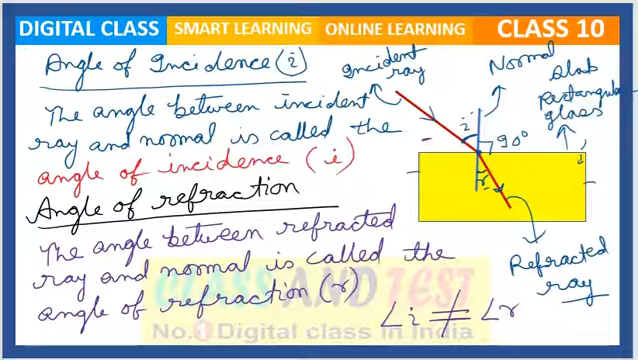 DIGITAL CLASS
SMART LEARNING
ONLINE LEARNING
CLASS 10
Angle of Incidence (i)
The angle between incident
ray and normal is called the
angle of incidence (i)
Angle of refraction
The angle between refracted
ray and normal is called the
angle of refraction (r)
∠i ≠ ∠r
Incident
ray
Normal
Slab
Rectangular
glass
i
90°
r
Refracted
ray
CLASS AND TEST
No.1 Digital class in India